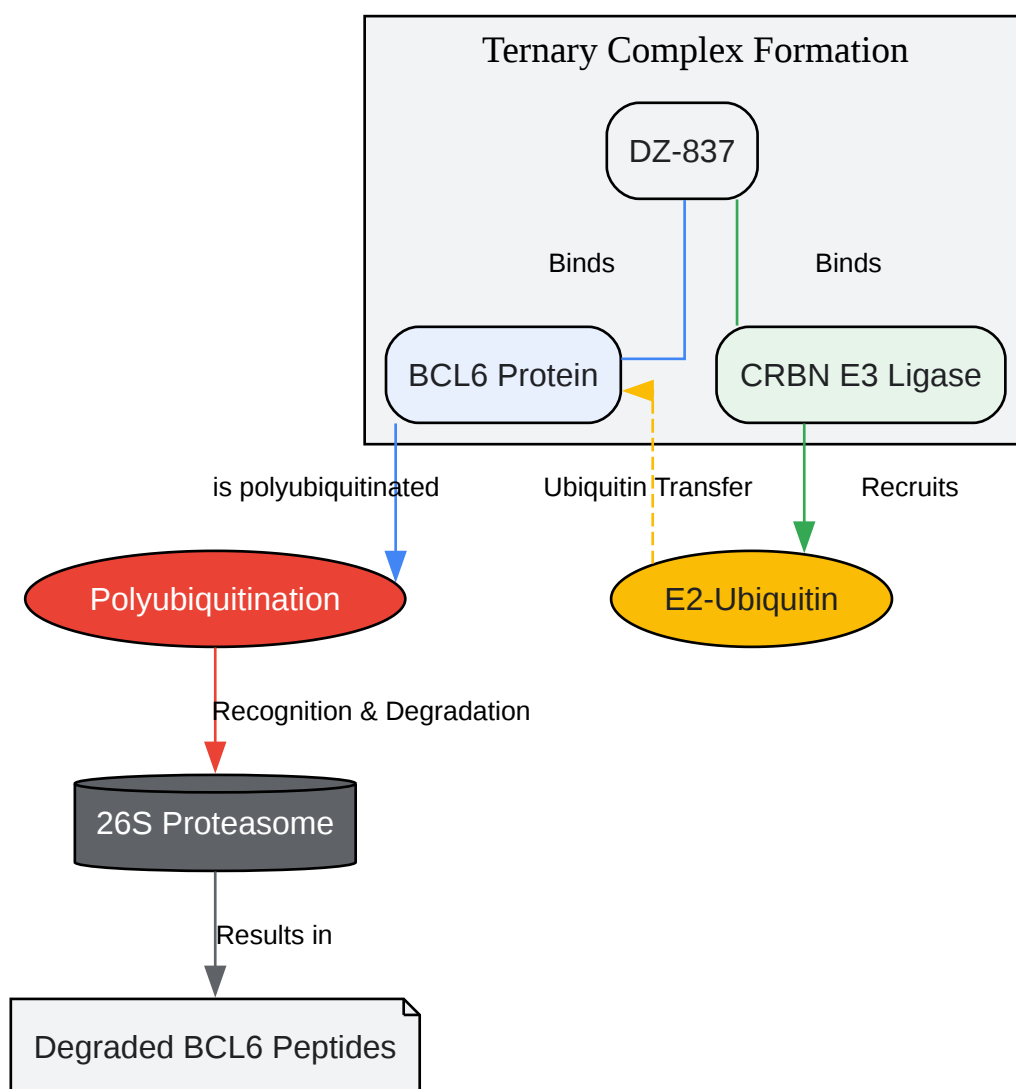 Ternary Complex Formation
DZ-837
Binds
Binds
BCL6 Protein
CRBN E3 Ligase
is polyubiquitinated
Ubiquitin Transfer
Recruits
Polyubiquitination
E2-Ubiquitin
Recognition & Degradation
26S Proteasome
Results in
Degraded BCL6 Peptides